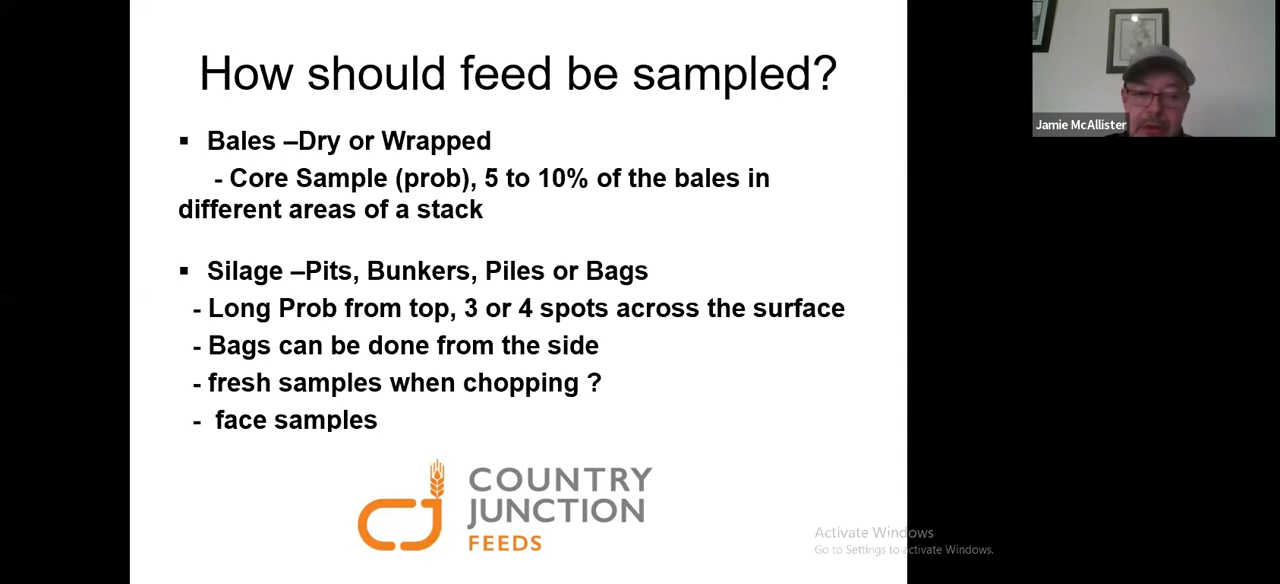 How should feed be sampled?
▪ Bales –Dry or Wrapped
- Core Sample (prob), 5 to 10% of the bales in
different areas of a stack
▪ Silage –Pits, Bunkers, Piles or Bags
- Long Prob from top, 3 or 4 spots across the surface
- Bags can be done from the side
- fresh samples when chopping ?
- face samples
COUNTRY
JUNCTION
FEEDS
Jamie McAllister
Activate Windows
Go to Settings to activate Windows.